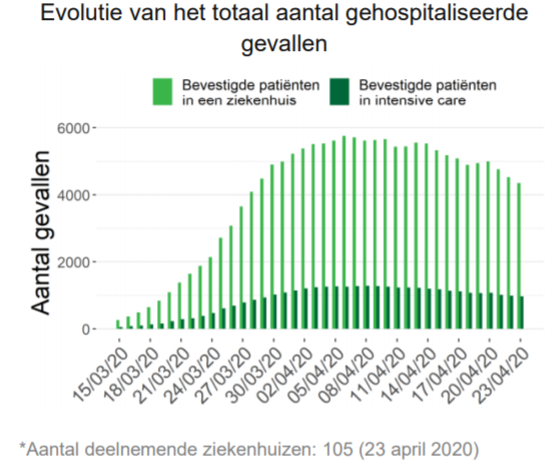 Evolutie van het totaal aantal gehospitaliseerde
gevallen
Bevestigde patiënten
in een ziekenhuis
Bevestigde patiënten
in intensive care
Aantal gevallen
6000
4000
2000
0
15/03/20
18/03/20
21/03/20
24/03/20
27/03/20
30/03/20
02/04/20
05/04/20
08/04/20
11/04/20
14/04/20
17/04/20
20/04/20
23/04/20
*Aantal deelnemende ziekenhuizen: 105 (23 april 2020)